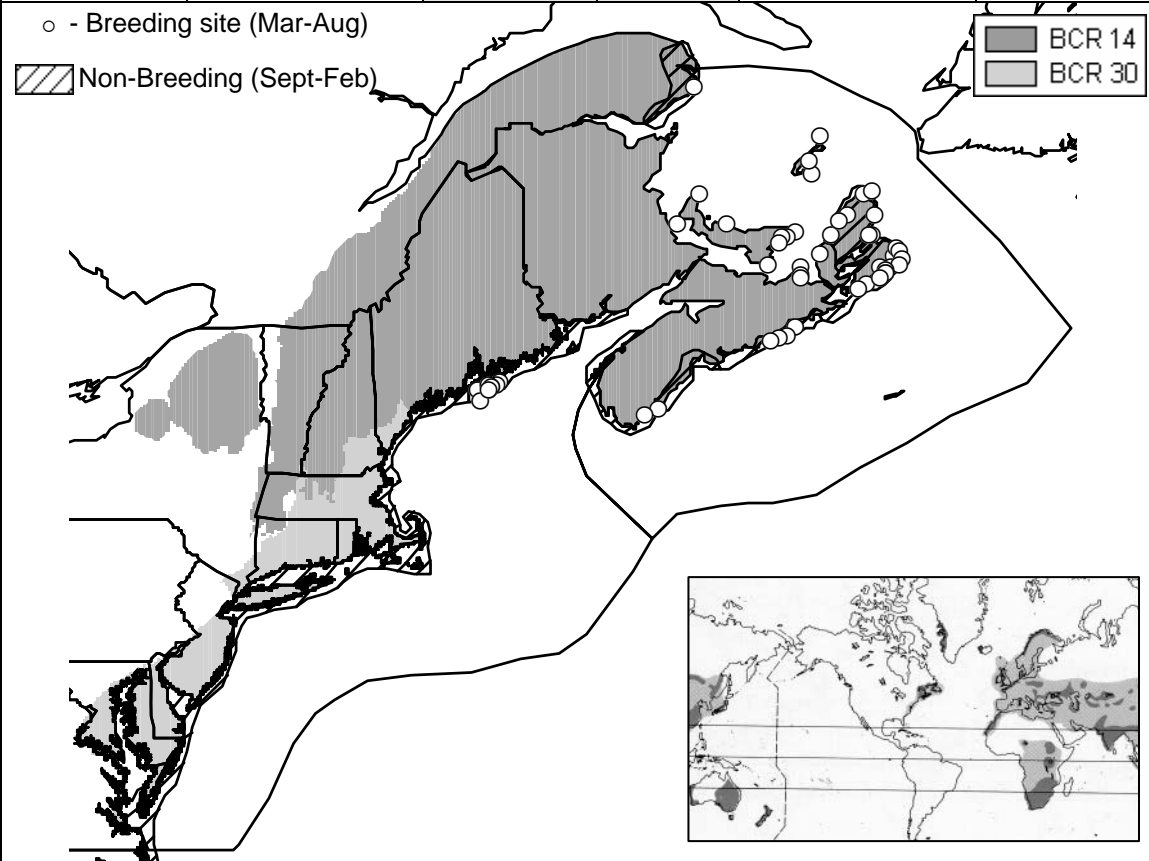 ○ - Breeding site (Mar-Aug)
Non-Breeding (Sept-Feb)
BCR 14
BCR 30